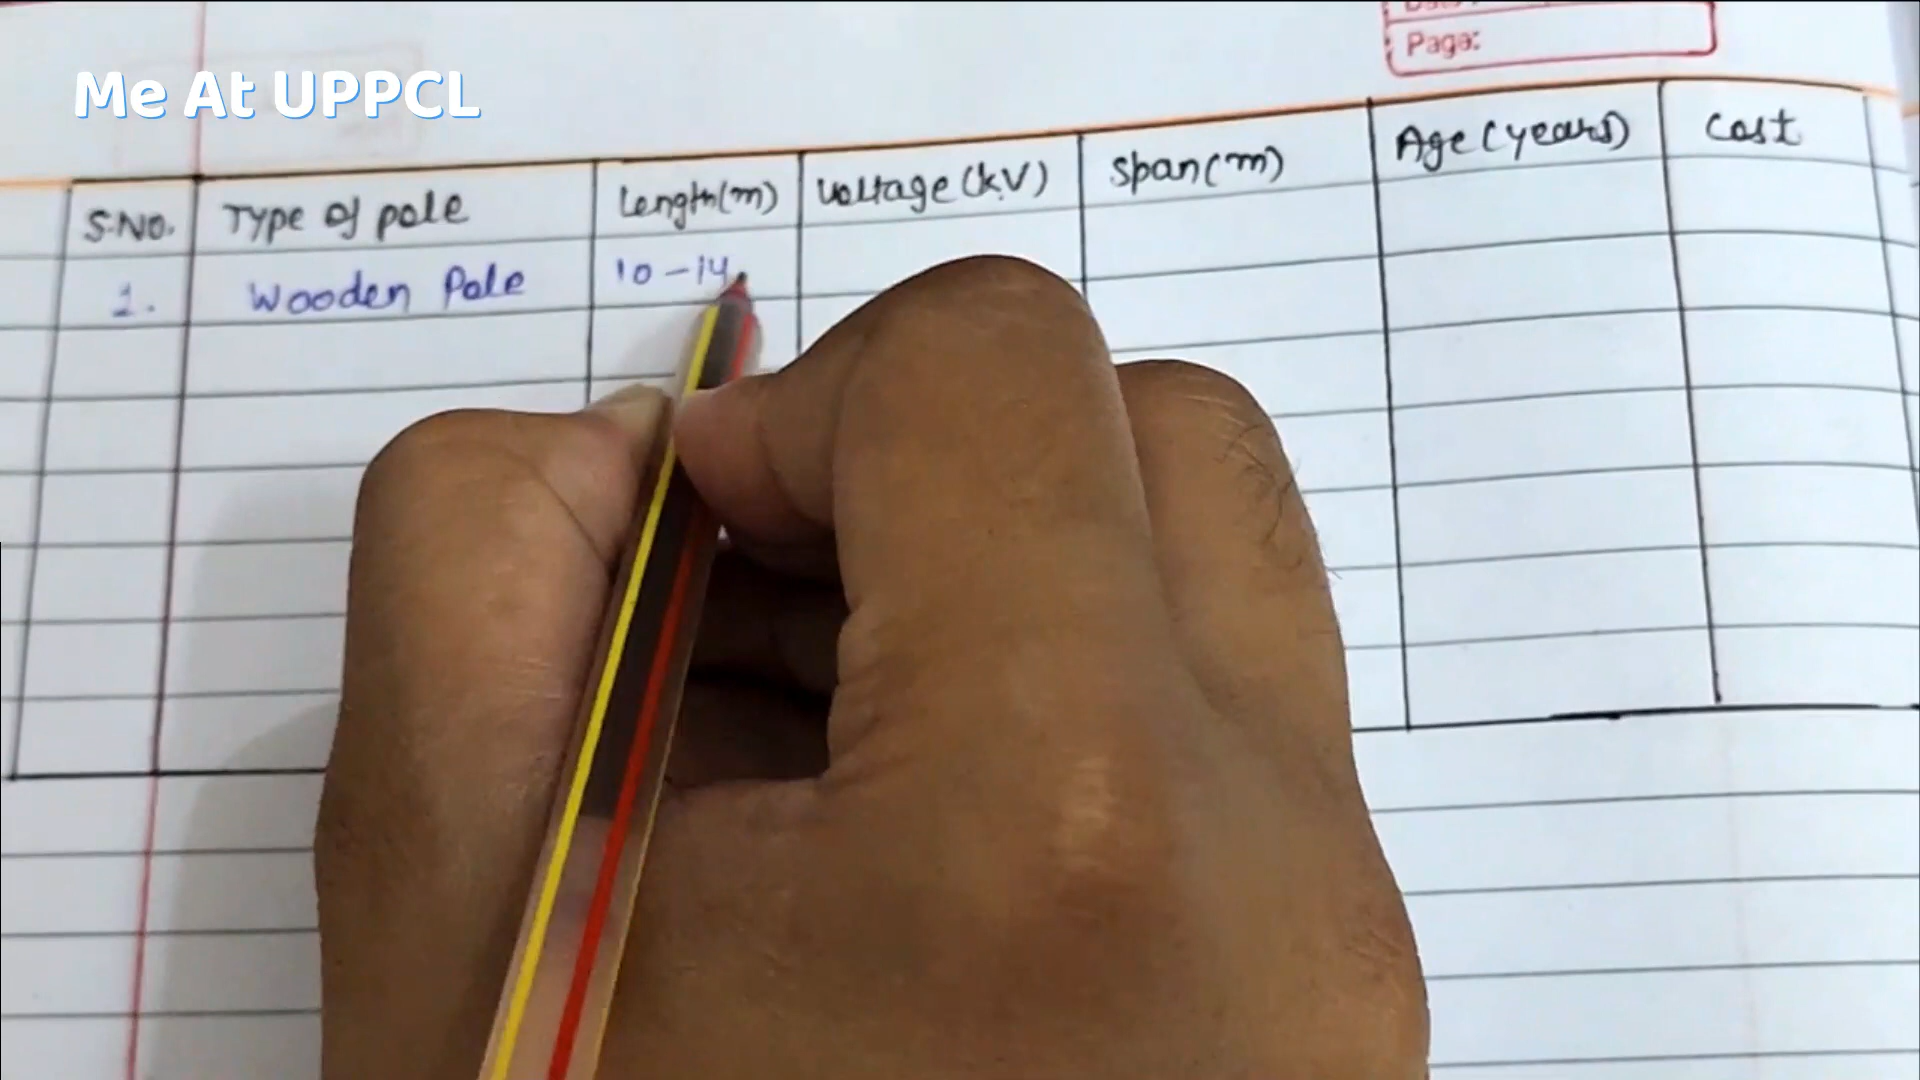 Page:
Me At UPPCL
S.No. Type of pole Length(m) Voltage(kV) Span(m) Age(years) Cost
1. Wooden Pole 10-14